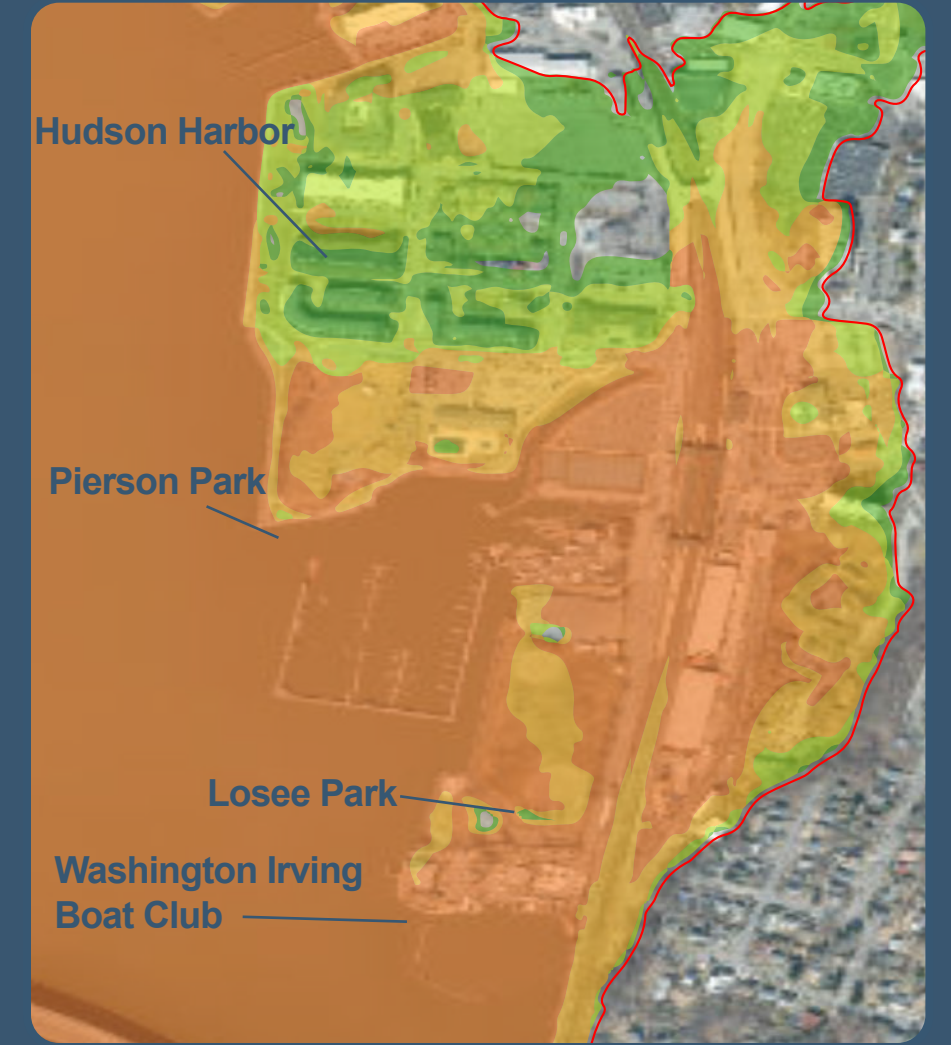 Hudson Harbor
Pierson Park
Losee Park
Washington Irving
Boat Club